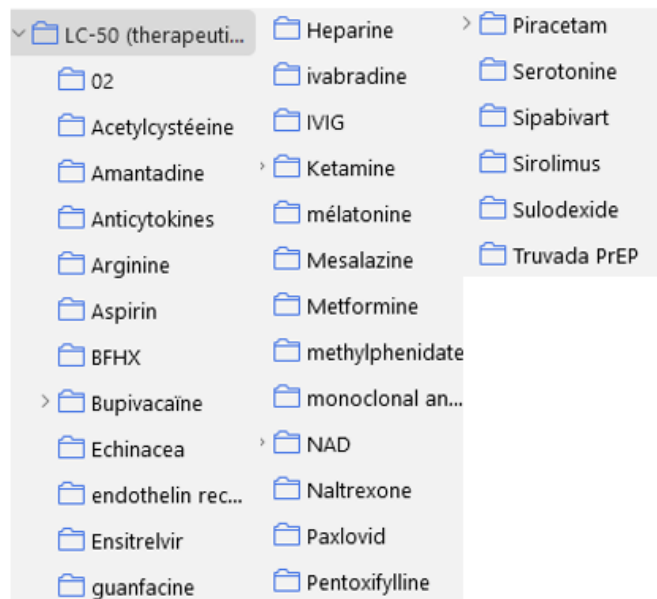 LC-50 (therapeuti...
02
Acetylcystéeine
Amantadine
Anticytokines
Arginine
Aspirin
BFHX
Bupivacaïne
Echinacea
endothelin rec...
Ensitrelvir
guanfacine
Heparine
ivabradine
IVIG
Ketamine
mélatonine
Mesalazine
Metformine
methylphenidate
monoclonal an...
NAD
Naltrexone
Paxlovid
Pentoxifylline
Piracetam
Serotonine
Sipabivart
Sirolimus
Sulodexide
Truvada PrEP